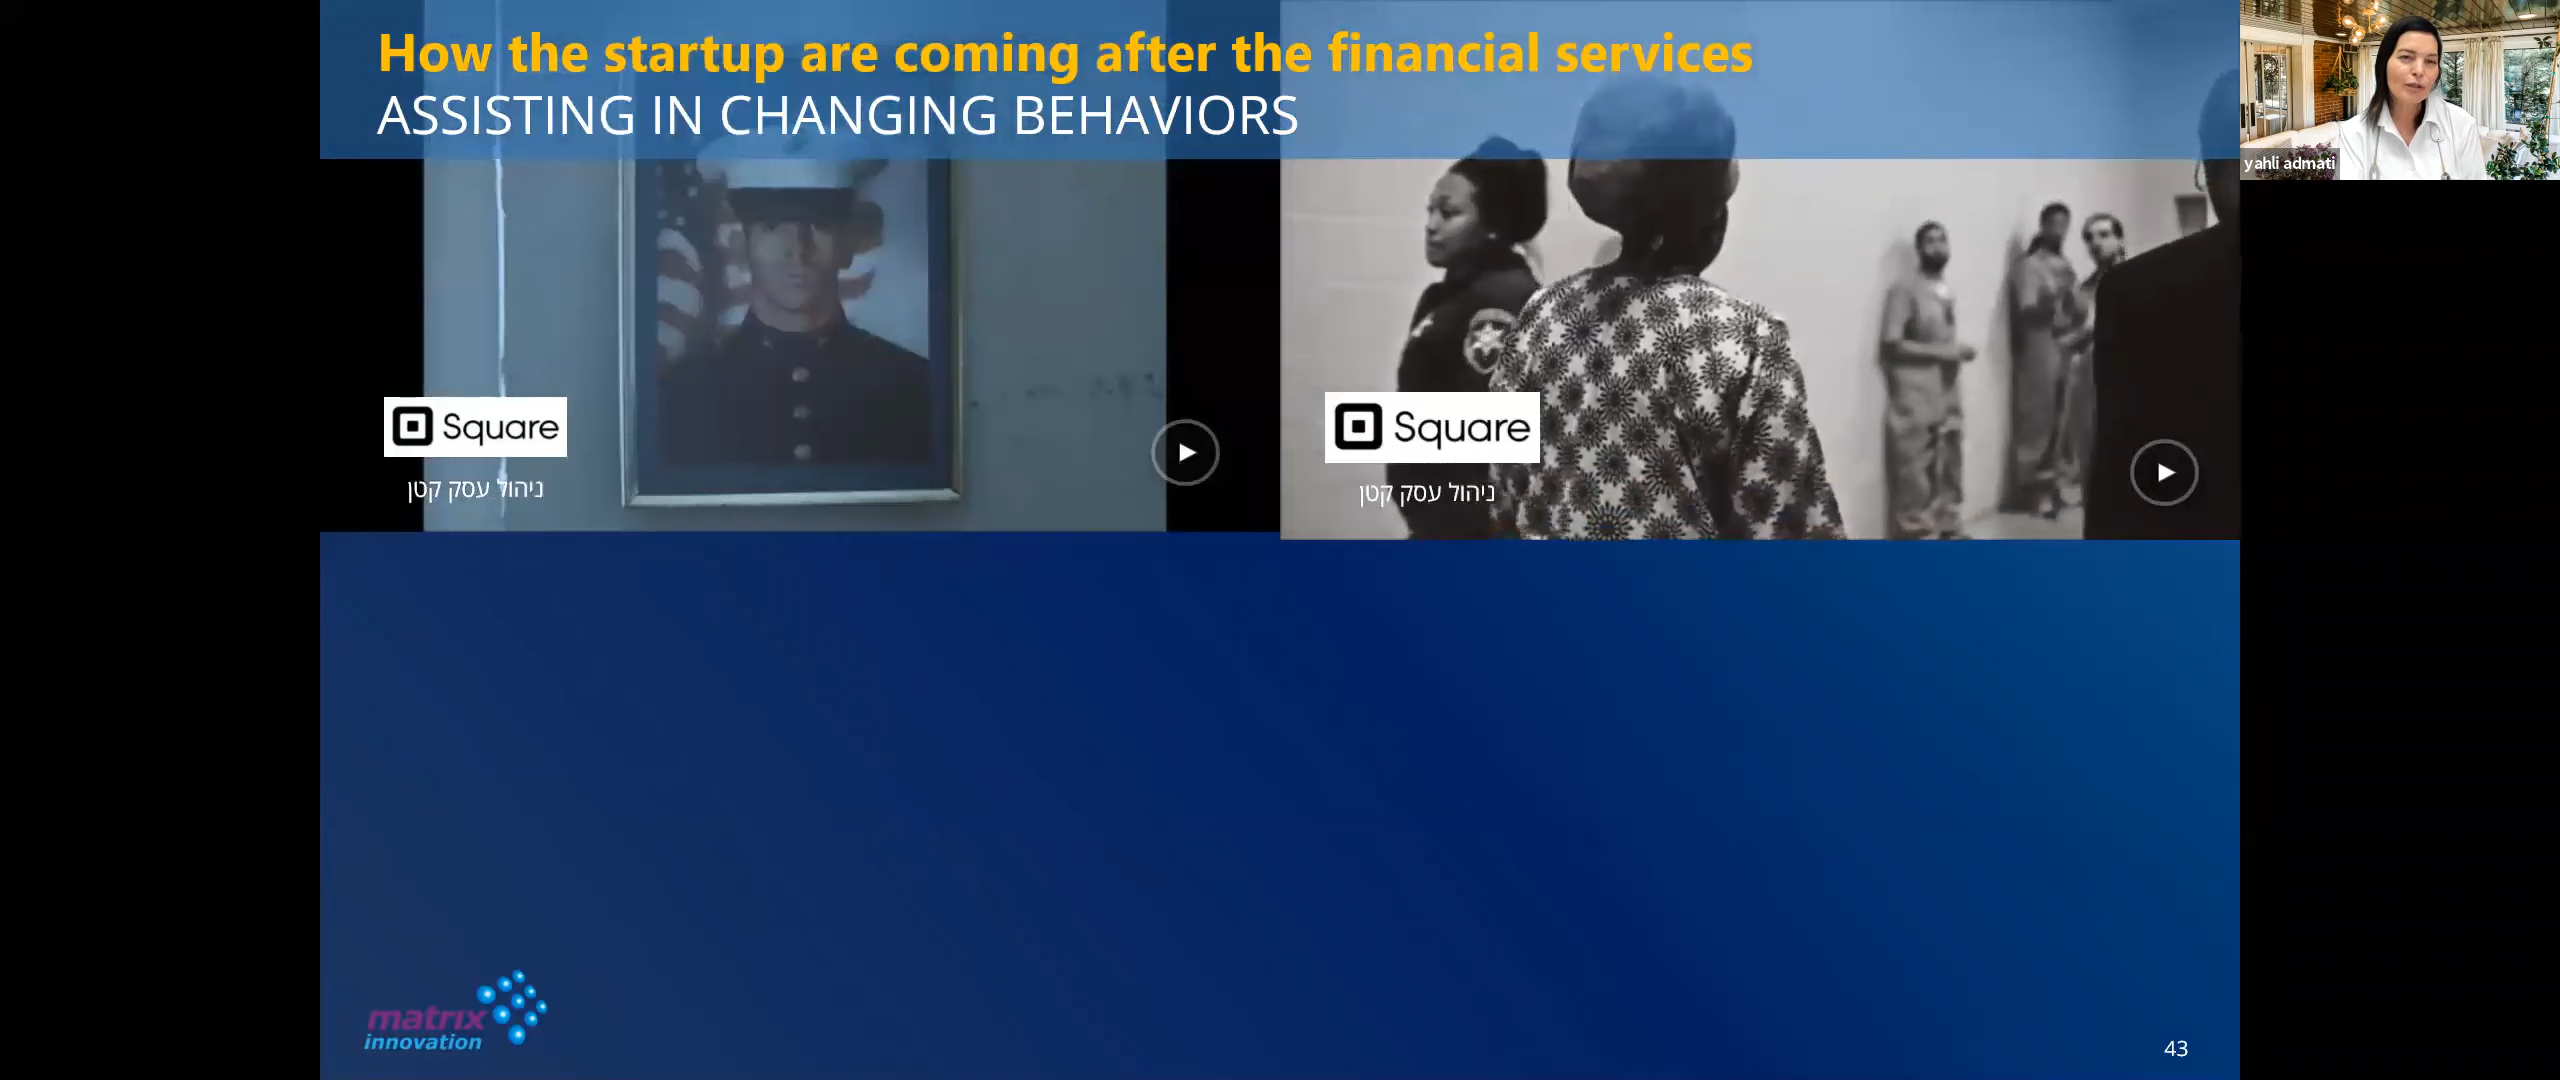 How the startup are coming after the financial services
ASSISTING IN CHANGING BEHAVIORS
yahli admati
Square
ניהול עסק קטן
Square
ניהול עסק קטן
matrix
innovation
43